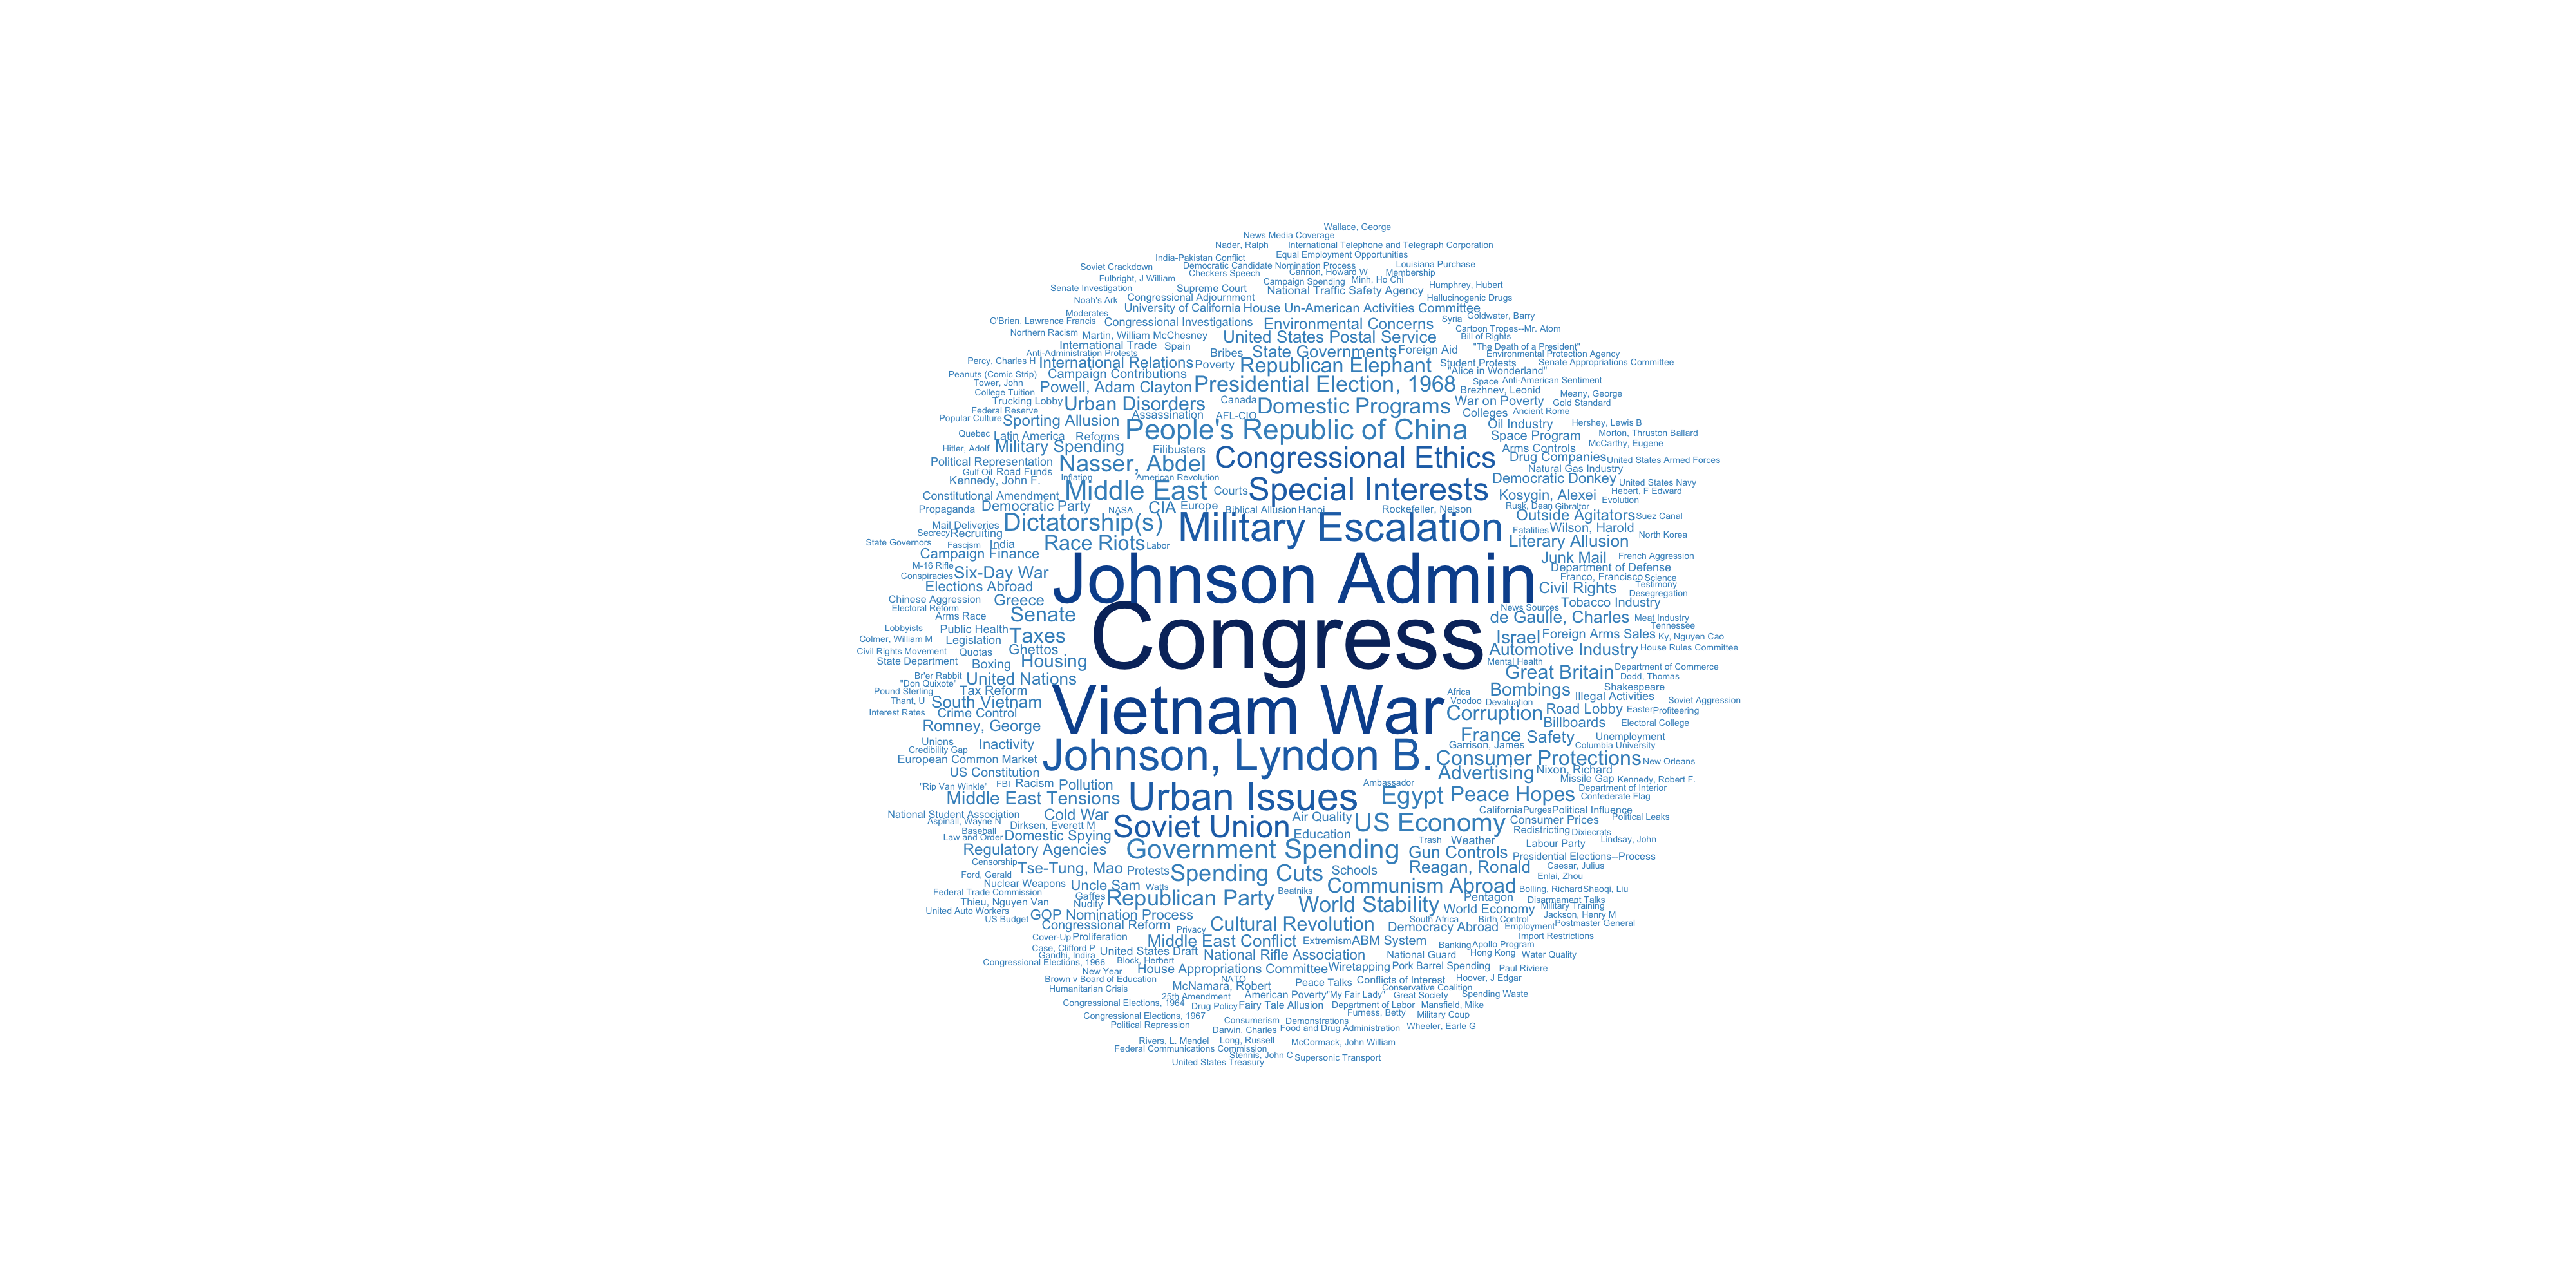 Wallace, George
News Media Coverage
Nader, Ralph International Telephone and Telegraph Corporation
India-Pakistan Conflict Equal Employment Opportunities
Soviet Crackdown Democratic Candidate Nomination Process Louisiana Purchase
Checkers Speech Cannon, Howard W Membership
Fulbright, J William Campaign Spending Minh, Ho Chi
Senate Investigation Supreme Court National Traffic Safety Agency Humphrey, Hubert
Noah's Ark Congressional Adjournment Hallucinogenic Drugs
University of California House Un-American Activities Committee
Moderates
O'Brien, Lawrence Francis Congressional Investigations Environmental Concerns Syria Goldwater, Barry
Northern Racism Martin, William McChesney United States Postal Service Cartoon Tropes--Mr. Atom
Bill of Rights
International Trade Spain "The Death of a President"
Anti-Administration Protests Bribes State Governments Foreign Aid Environmental Protection Agency
Percy, Charles H International Relations Poverty Republican Elephant Student Protests Senate Appropriations Committee
Peanuts (Comic Strip) Campaign Contributions "Alice in Wonderland"
Tower, John Powell, Adam Clayton Presidential Election, 1968 Space Anti-American Sentiment
College Tuition Brezhnev, Leonid Meany, George
Trucking Lobby Urban Disorders Canada Domestic Programs War on Poverty Gold Standard
Federal Reserve Assassination AFL-CIO Colleges Ancient Rome
Popular Culture Sporting Allusion Oil Industry Hershey, Lewis B
Quebec Latin America Reforms People's Republic of China Space Program Morton, Thruston Ballard
McCarthy, Eugene
Hitler, Adolf Military Spending Filibusters Congressional Ethics Arms Controls
Political Representation Nasser, Abdel Drug Companies United States Armed Forces
Gulf Oil Road Funds Natural Gas Industry
Kennedy, John F. Inflation American Revolution Democratic Donkey United States Navy
Constitutional Amendment Middle East Courts Special Interests Kosygin, Alexei Hebert, F Edward
Evolution
Propaganda Democratic Party NASA CIA Europe Biblical Allusion Hanoi Rockefeller, Nelson Rusk, Dean Gibraltor
Mail Deliveries Dictatorship(s) Military Escalation Outside Agitators Suez Canal
Secrecy Recruiting Fatalities Wilson, Harold
State Governors Fascism India Race Riots Labor Literary Allusion North Korea
Campaign Finance Junk Mail French Aggression
M-16 Rifle Department of Defense
Conspiracies Six-Day War Johnson Admin Franco, Francisco Science
Elections Abroad Civil Rights Testimony
Desegregation
Chinese Aggression Greece Tobacco Industry
Electoral Reform News Sources
Arms Race Senate de Gaulle, Charles Meat Industry
Lobbyists Public Health Tennessee
Colmer, William M Legislation Taxes Congress Israel Foreign Arms Sales Ky, Nguyen Cao
Civil Rights Movement Quotas Ghettos Automotive Industry House Rules Committee
State Department Boxing Housing Mental Health
Br'er Rabbit United Nations Great Britain Department of Commerce
"Don Quixote" Dodd, Thomas
Pound Sterling Tax Reform Africa Bombings Shakespeare
Thant, U South Vietnam Vietnam War Voodoo Devaluation Illegal Activities Soviet Aggression
Interest Rates Crime Control Corruption Road Lobby Easter Profiteering
Romney, George Billboards Electoral College
Unions Inactivity France Safety Unemployment
Credibility Gap Garrison, James Columbia University
European Common Market Johnson, Lyndon B. Consumer Protections New Orleans
US Constitution Advertising Nixon, Richard
Missile Gap Kennedy, Robert F.
"Rip Van Winkle" FBI Racism Pollution Ambassador Department of Interior
Middle East Tensions Urban Issues Egypt Peace Hopes Confederate Flag
National Student Association Cold War California Purges Political Influence
Aspinall, Wayne N Air Quality Consumer Prices Political Leaks
Baseball Dirksen, Everett M Soviet Union US Economy Redistricting Dixiecrats
Law and Order Domestic Spying Education Trash Weather Labour Party Lindsay, John
Regulatory Agencies Government Spending Gun Controls Presidential Elections--Process
Censorship Tse-Tung, Mao Protests Spending Cuts Schools Reagan, Ronald Caesar, Julius
Ford, Gerald Enlai, Zhou
Nuclear Weapons Uncle Sam Watts Beatniks Communism Abroad Bolling, Richard Shaoqi, Liu
Federal Trade Commission Gaffes Republican Party Pentagon Disarmament Talks
Thieu, Nguyen Van Nudity World Stability World Economy Military Training
United Auto Workers GOP Nomination Process Jackson, Henry M
US Budget South Africa Birth Control Postmaster General
Congressional Reform Privacy Cultural Revolution Democracy Abroad Employment
Cover-Up Proliferation Middle East Conflict Extremism ABM System Import Restrictions
Case, Clifford P United States Draft Banking Apollo Program
Gandhi, Indira National Rifle Association National Guard Hong Kong Water Quality
Congressional Elections, 1966 Block, Herbert
New Year House Appropriations Committee Wiretapping Pork Barrel Spending Paul Riviere
Brown v Board of Education NATO Peace Talks Conflicts of Interest Hoover, J Edgar
Humanitarian Crisis McNamara, Robert Conservative Coalition
25th Amendment American Poverty "My Fair Lady" Great Society Spending Waste
Congressional Elections, 1964 Drug Policy Fairy Tale Allusion Department of Labor Mansfield, Mike
Congressional Elections, 1967 Furness, Betty Military Coup
Political Repression Consumerism Demonstrations
Darwin, Charles Food and Drug Administration Wheeler, Earle G
Rivers, L. Mendel Long, Russell McCormack, John William
Federal Communications Commission
Stennis, John C Supersonic Transport
United States Treasury